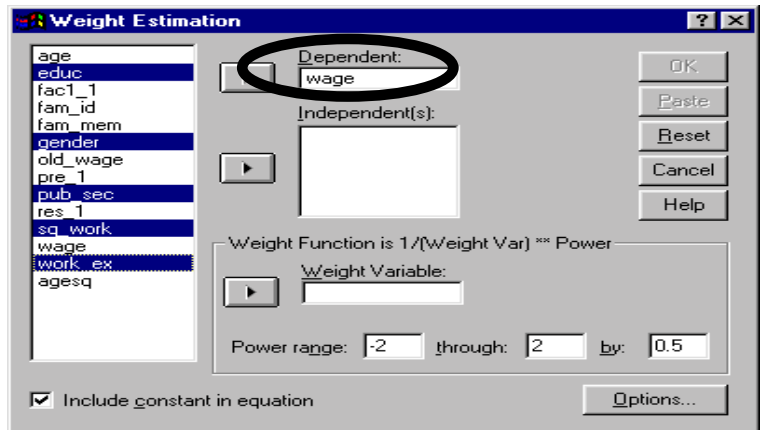 Weight Estimation
age
educ
fac1_1
fam_id
fam_mem
gender
old_wage
pre_1
pub_sec
res_1
sq_work
wage
work_ex
agesq
Dependent:
wage
Independent(s):
Weight Function is 1/(Weight Var) ** Power
Weight Variable:
Power range: -2 through: 2 by: 0.5
Include constant in equation
OK
Paste
Reset
Cancel
Help
Options...